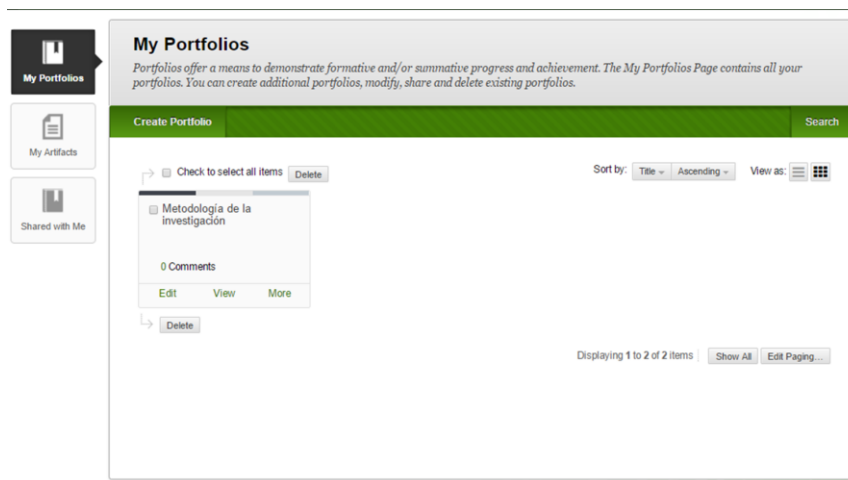 My Portfolios
My Artifacts
Shared with Me
My Portfolios
Portfolios offer a means to demonstrate formative and/or summative progress and achievement. The My Portfolios Page contains all your
portfolios. You can create additional portfolios, modify, share and delete existing portfolios.
Create Portfolio
Search
Check to select all items
Delete
Sort by:
Title
Ascending
View as:
Metodología de la
investigación
0 Comments
Edit
View
More
Delete
Displaying 1 to 2 of 2 items
Show All
Edit Paging...